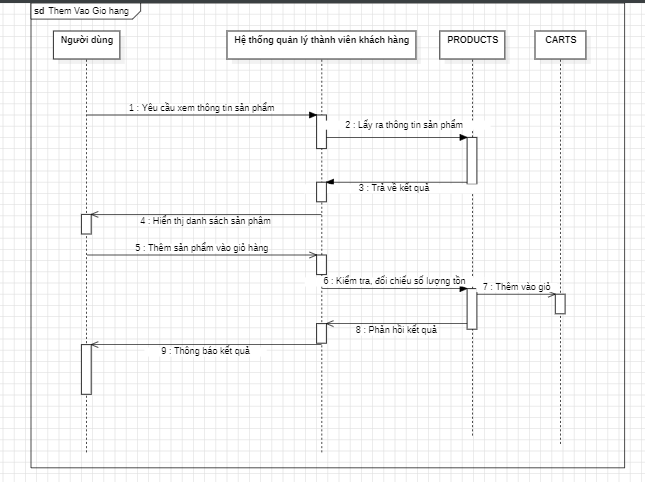 sd Them Vao Gio hang
Người dùng
Hệ thống quản lý thành viên khách hàng
PRODUCTS
CARTS
1 : Yêu cầu xem thông tin sản phẩm
2 : Lấy ra thông tin sản phẩm
3 : Trả về kết quả
4 : Hiển thị danh sách sản phẩm
5 : Thêm sản phẩm vào giỏ hàng
6 : Kiểm tra, đối chiếu số lượng tồn
7 : Thêm vào giỏ
8 : Phản hồi kết quả
9 : Thông báo kết quả